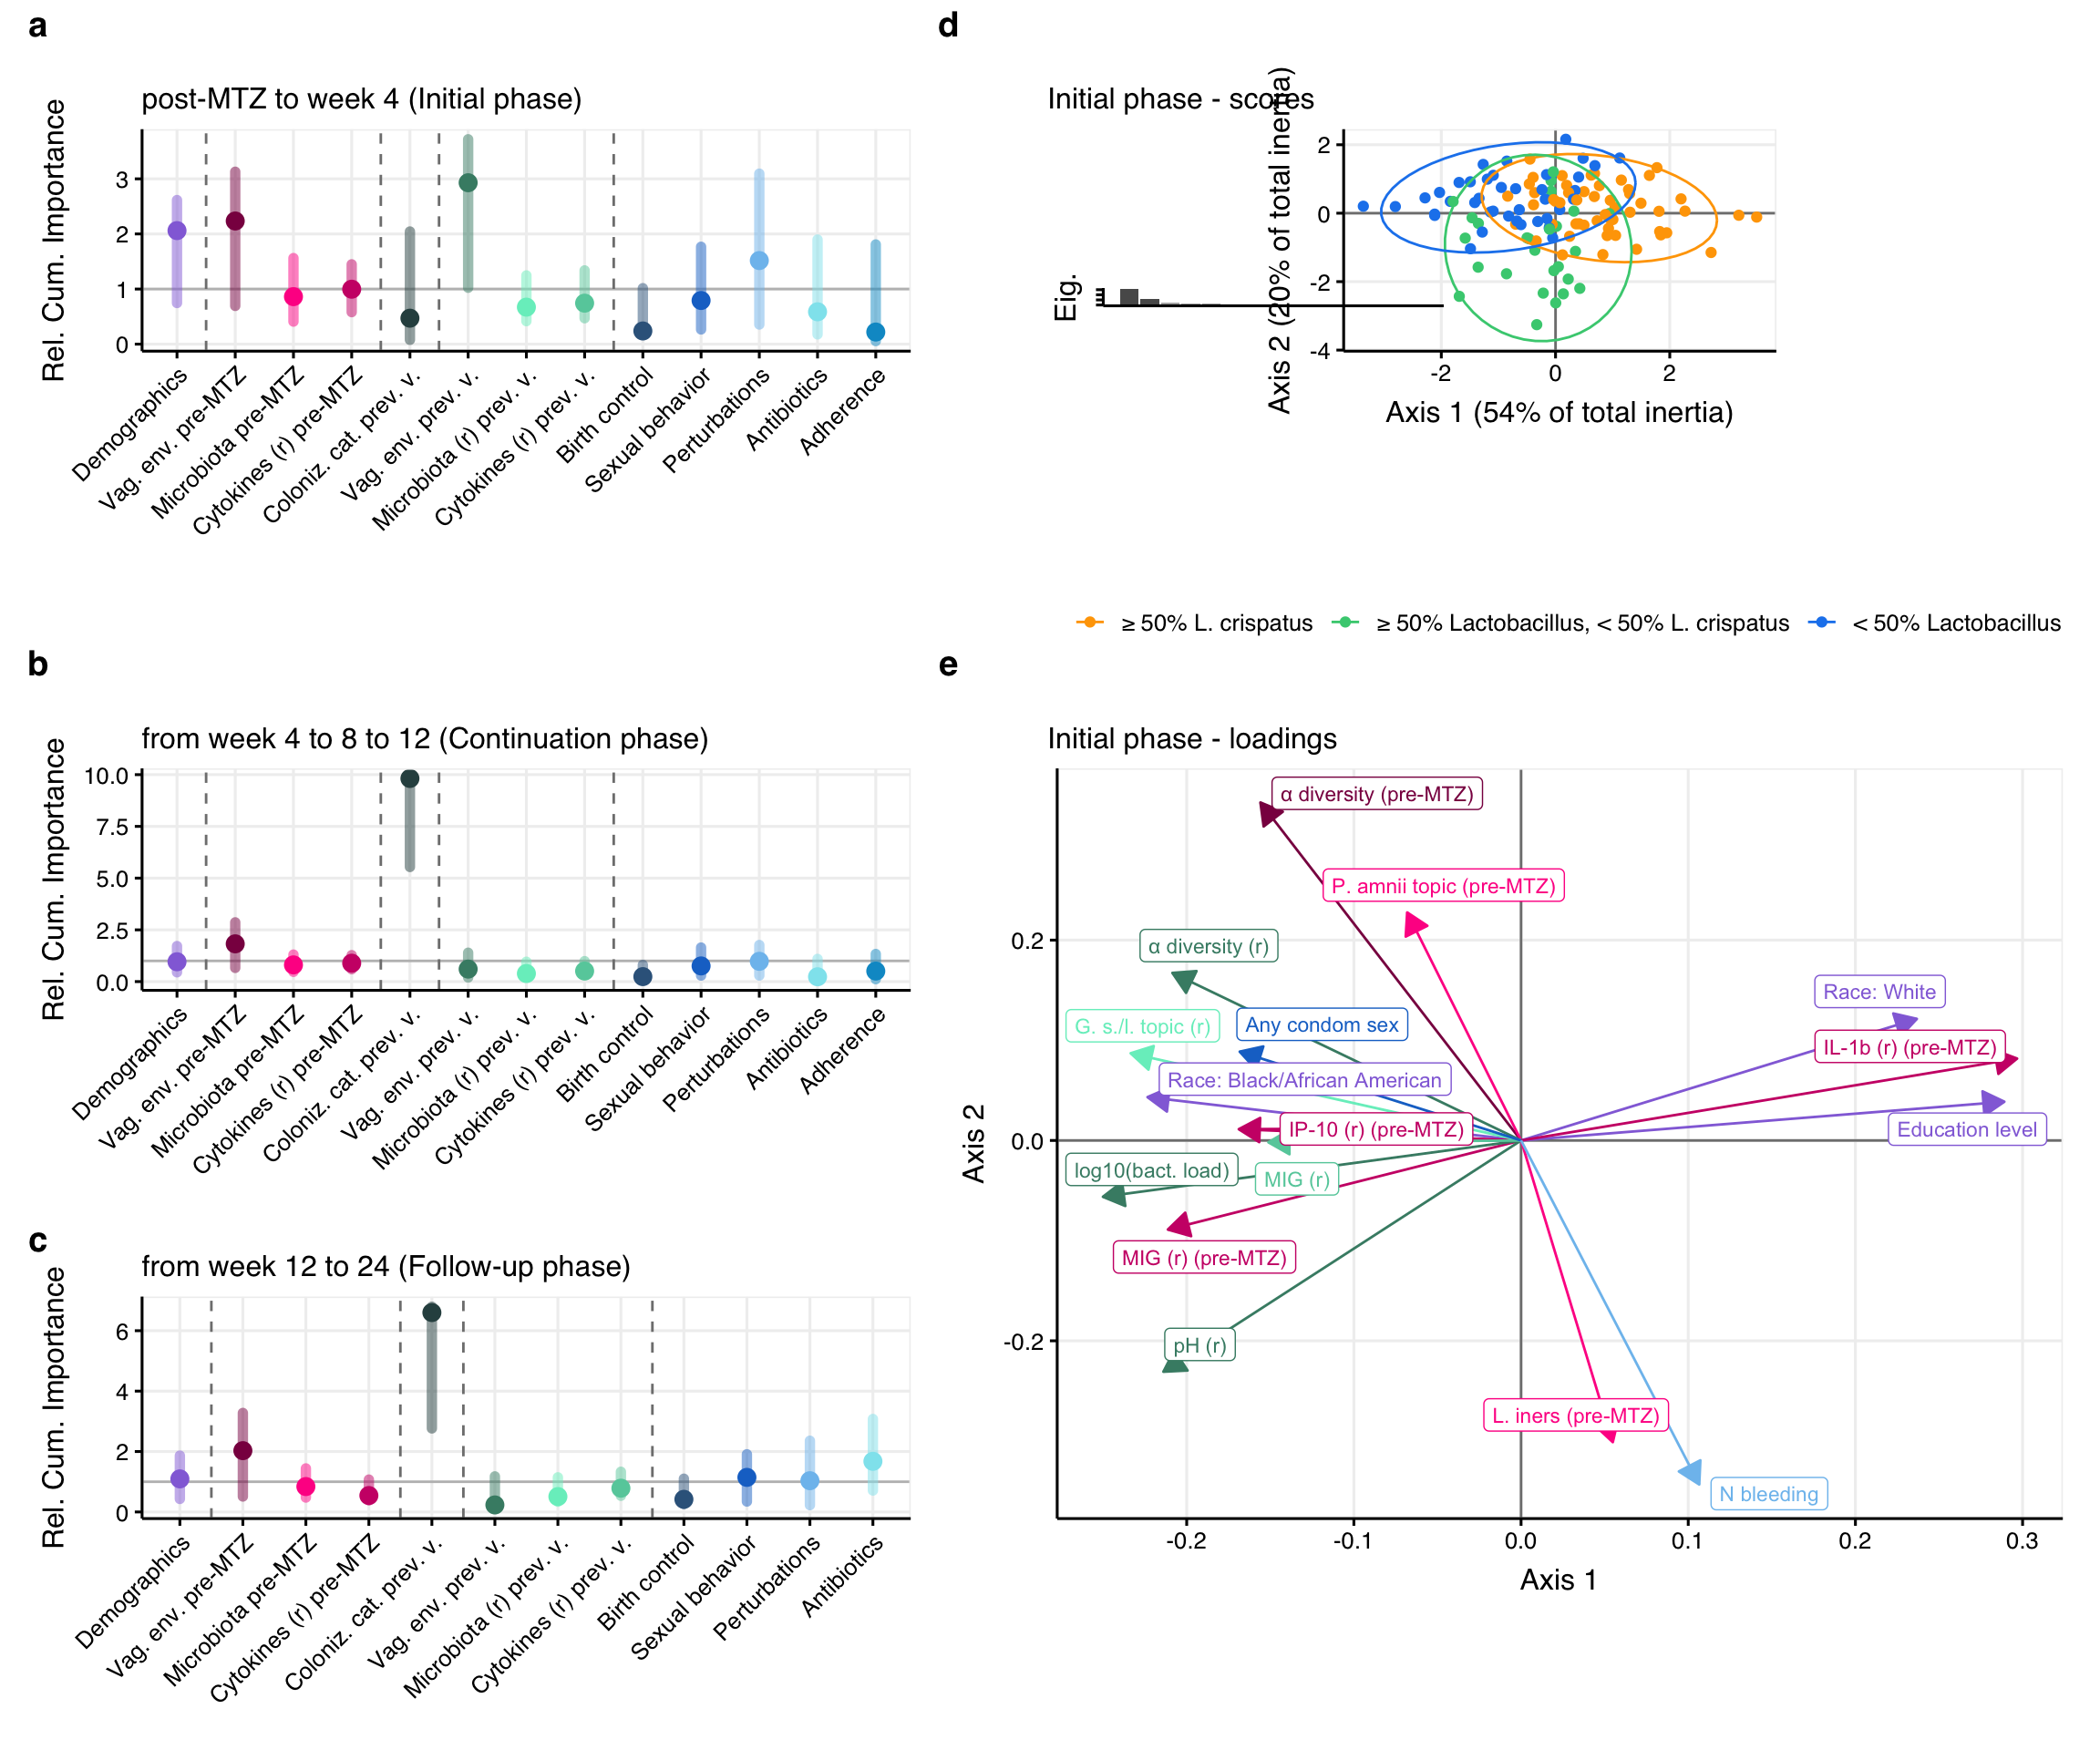 a
post-MTZ to week 4 (Initial phase)
Rel. Cum. Importance
3
2
1
0
Demographics
Vag. env. pre-MTZ
Microbiota pre-MTZ
Cytokines (r) pre-MTZ
Coloniz. cat. prev. v.
Vag. env. prev. v.
Microbiota (r) prev. v.
Cytokines (r) prev. v.
Birth control
Sexual behavior
Perturbations
Antibiotics
Adherence
b
from week 4 to 8 to 12 (Continuation phase)
Rel. Cum. Importance
10.0
7.5
5.0
2.5
0.0
Demographics
Vag. env. pre-MTZ
Microbiota pre-MTZ
Cytokines (r) pre-MTZ
Coloniz. cat. prev. v.
Vag. env. prev. v.
Microbiota (r) prev. v.
Cytokines (r) prev. v.
Birth control
Sexual behavior
Perturbations
Antibiotics
Adherence
c
from week 12 to 24 (Follow-up phase)
Rel. Cum. Importance
6
4
2
0
Demographics
Vag. env. pre-MTZ
Microbiota pre-MTZ
Cytokines (r) pre-MTZ
Coloniz. cat. prev. v.
Vag. env. prev. v.
Microbiota (r) prev. v.
Cytokines (r) prev. v.
Birth control
Sexual behavior
Perturbations
Antibiotics
d
Initial phase - scores
Eig.
Axis 2 (20% of total inertia)
2
0
-2
-4
-2
0
2
Axis 1 (54% of total inertia)
≥ 50% L. crispatus
≥ 50% Lactobacillus, < 50% L. crispatus
< 50% Lactobacillus
e
Initial phase - loadings
Axis 2
0.2
0.0
-0.2
α diversity (pre-MTZ)
P. amnii topic (pre-MTZ)
α diversity (r)
Race: White
G. s./l. topic (r)
Any condom sex
IL-1b (r) (pre-MTZ)
Race: Black/African American
IP-10 (r) (pre-MTZ)
Education level
log10(bact. load)
MIG (r)
MIG (r) (pre-MTZ)
pH (r)
L. iners (pre-MTZ)
N bleeding
-0.2
-0.1
0.0
0.1
0.2
0.3
Axis 1